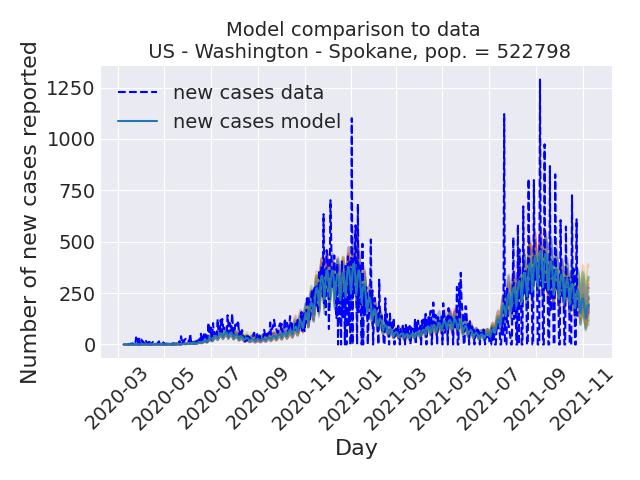 Model comparison to data
US - Washington - Spokane, pop. = 522798
Number of new cases reported
1250
1000
750
500
250
0
new cases data
new cases model
2020-03
2020-05
2020-07
2020-09
2020-11
2021-01
2021-03
2021-05
2021-07
2021-09
2021-11
Day